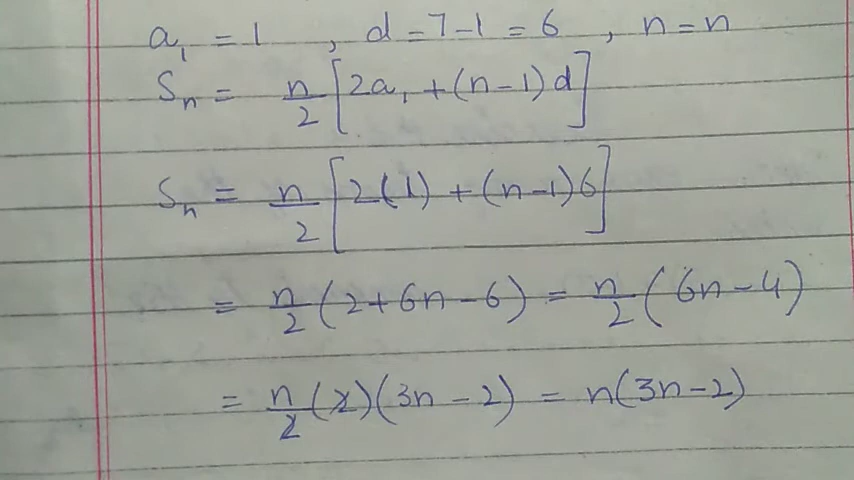 a₁ = 1 , d = 7-1 = 6 , n = n
Sₙ = n/2 [2a₁ + (n-1)d]
Sₙ = n/2 [2(1) + (n-1)6]
= n/2 (2+6n-6) = n/2 (6n-4)
= n/2 (2)(3n-2) = n(3n-2)